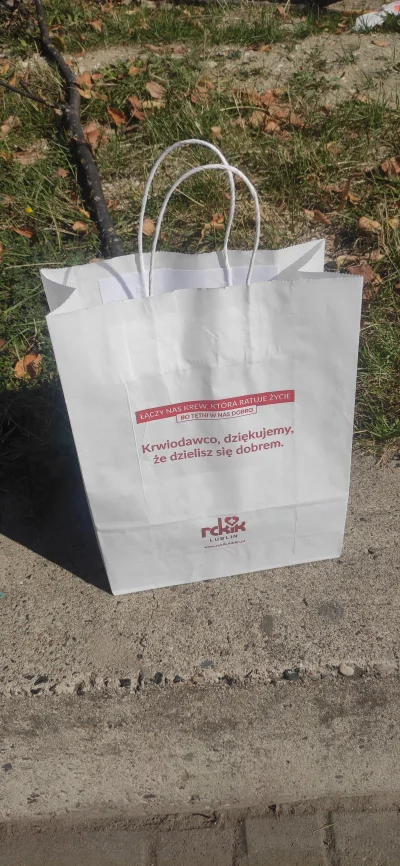 ŁĄCZY NAS KREW, KTÓRA RATUJE ŻYCIE
BO TĘTNI W NAS DOBRO
Krwiodawco, dziękujemy,
że dzielisz się dobrem.
rckik
LUBLIN